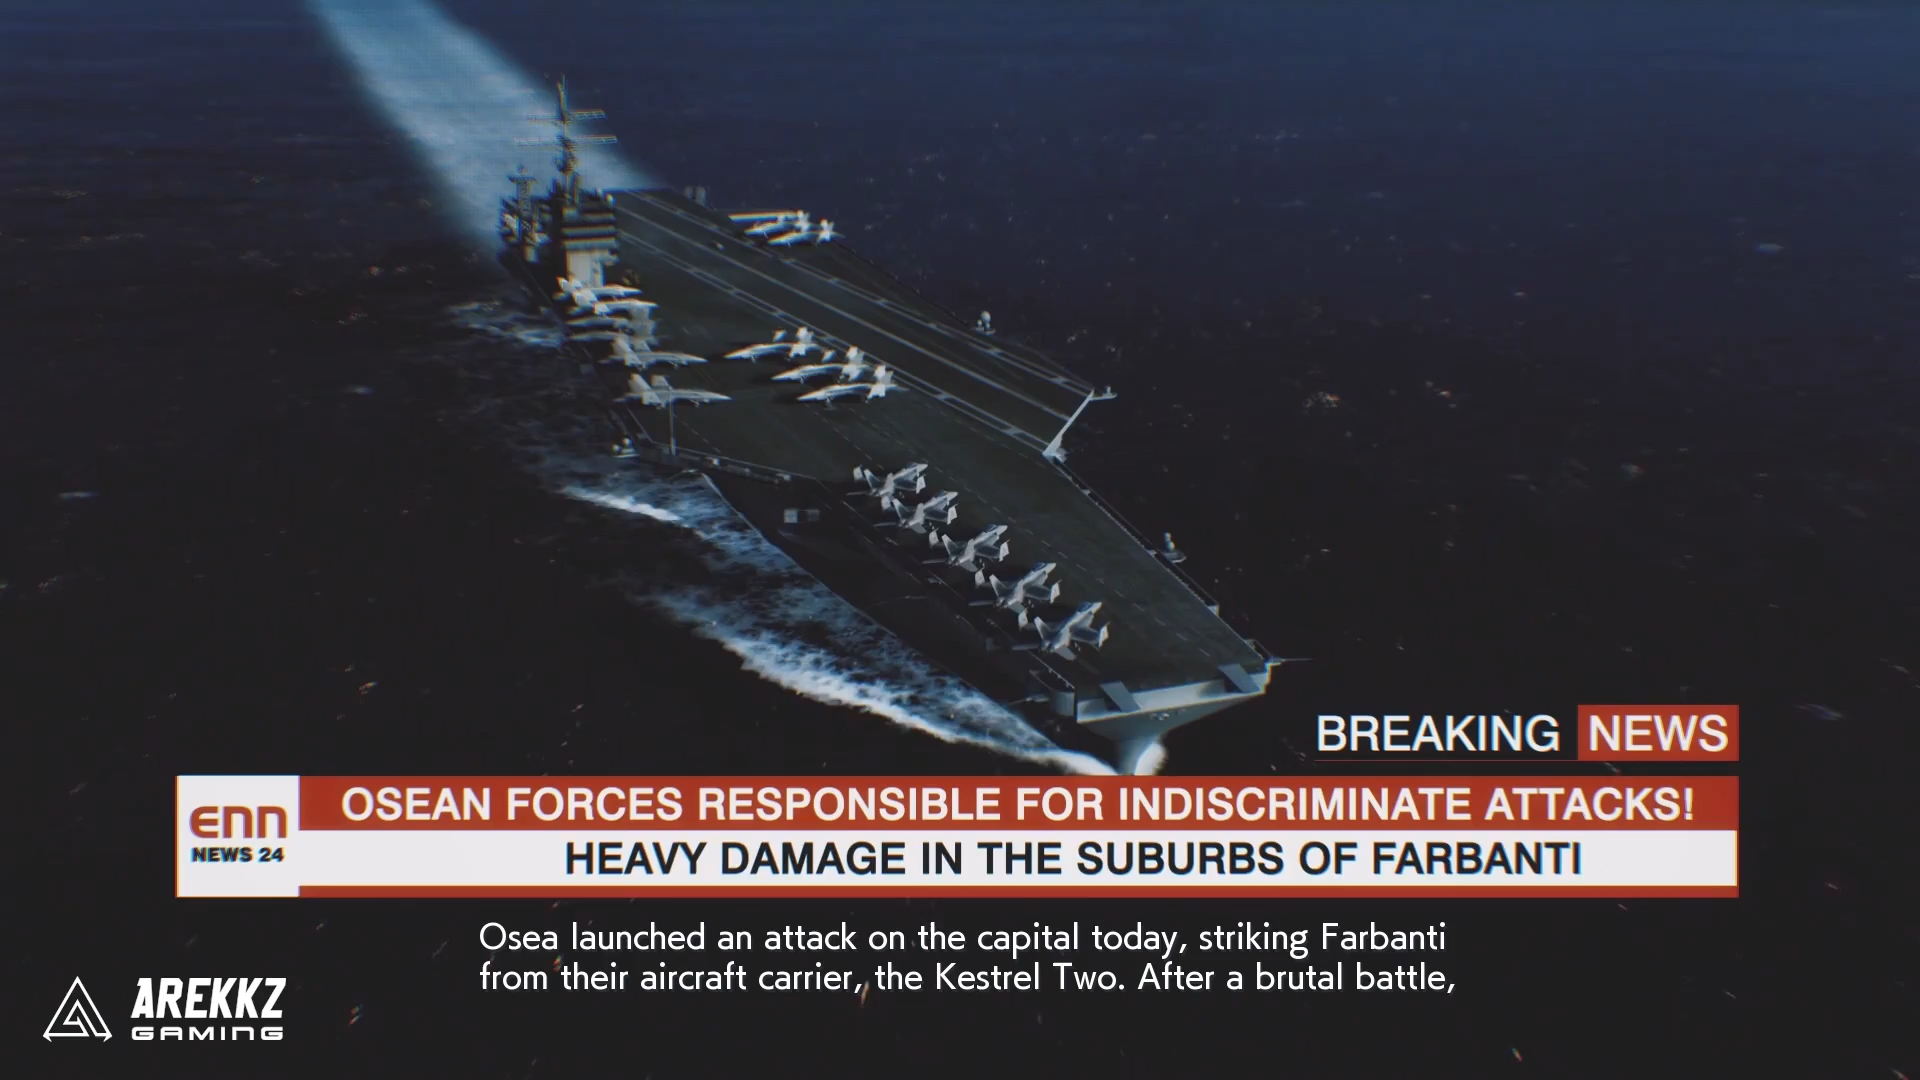 BREAKING NEWS
enn
NEWS 24
OSEAN FORCES RESPONSIBLE FOR INDISCRIMINATE ATTACKS!
HEAVY DAMAGE IN THE SUBURBS OF FARBANTI
Osea launched an attack on the capital today, striking Farbanti
from their aircraft carrier, the Kestrel Two. After a brutal battle,
AREKKZ
GAMING